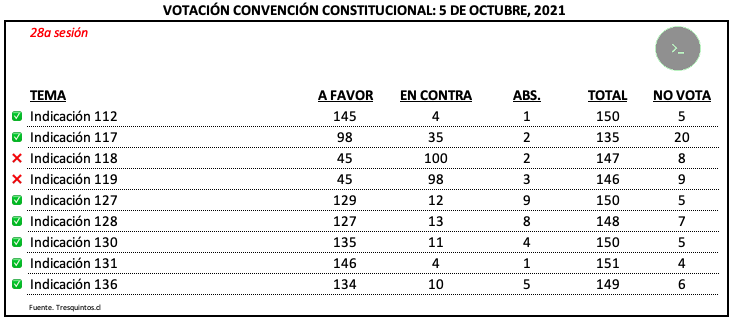 VOTACIÓN CONVENCIÓN CONSTITUCIONAL: 5 DE OCTUBRE, 2021
28a sesión
>_
TEMA A FAVOR EN CONTRA ABS. TOTAL NO VOTA
Indicación 112 145 4 1 150 5
Indicación 117 98 35 2 135 20
Indicación 118 45 100 2 147 8
Indicación 119 45 98 3 146 9
Indicación 127 129 12 9 150 5
Indicación 128 127 13 8 148 7
Indicación 130 135 11 4 150 5
Indicación 131 146 4 1 151 4
Indicación 136 134 10 5 149 6
Fuente. Tresquintos.cl